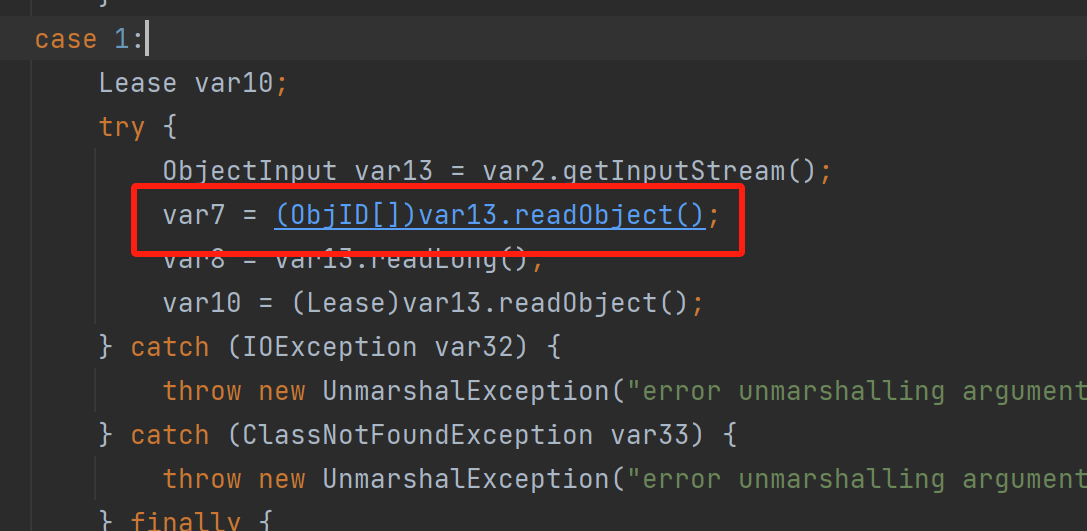 }
case 1:
Lease var10;
try {
ObjectInput var13 = var2.getInputStream();
var7 = (ObjID[])var13.readObject();
var8 = var13.readLong();
var10 = (Lease)var13.readObject();
} catch (IOException var32) {
throw new UnmarshalException("error unmarshalling argument
} catch (ClassNotFoundException var33) {
throw new UnmarshalException("error unmarshalling argument
} finally {